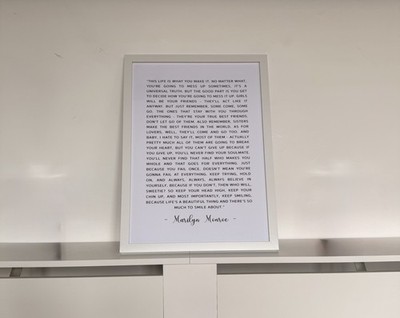 "THIS LIFE IS WHAT YOU MAKE IT. NO MATTER WHAT,
YOU'RE GOING TO MESS UP SOMETIMES, IT'S A
UNIVERSAL TRUTH. BUT THE GOOD PART IS YOU GET
TO DECIDE HOW YOU'RE GOING TO MESS IT UP. GIRLS
WILL BE YOUR FRIENDS - THEY'LL ACT LIKE IT
ANYWAY. BUT JUST REMEMBER, SOME COME, SOME
GO. THE ONES THAT STAY WITH YOU THROUGH
EVERYTHING - THEY'RE YOUR TRUE BEST FRIENDS.
DON'T LET GO OF THEM. ALSO REMEMBER, SISTERS
MAKE THE BEST FRIENDS IN THE WORLD. AS FOR
LOVERS, WELL, THEY'LL COME AND GO TOO. AND
BABY, I HATE TO SAY IT, MOST OF THEM - ACTUALLY
PRETTY MUCH ALL OF THEM ARE GOING TO BREAK
YOUR HEART, BUT YOU CAN'T GIVE UP BECAUSE IF
YOU GIVE UP, YOU'LL NEVER FIND YOUR SOULMATE.
YOU'LL NEVER FIND THAT HALF WHO MAKES YOU
WHOLE AND THAT GOES FOR EVERYTHING. JUST
BECAUSE YOU FAIL ONCE, DOESN'T MEAN YOU'RE
GONNA FAIL AT EVERYTHING. KEEP TRYING, HOLD
ON, AND ALWAYS, ALWAYS, ALWAYS BELIEVE IN
YOURSELF, BECAUSE IF YOU DON'T, THEN WHO WILL,
SWEETIE? SO KEEP YOUR HEAD HIGH, KEEP YOUR
CHIN UP, AND MOST IMPORTANTLY, KEEP SMILING,
BECAUSE LIFE'S A BEAUTIFUL THING AND THERE'S SO
MUCH TO SMILE ABOUT."
- Marilyn Monroe -